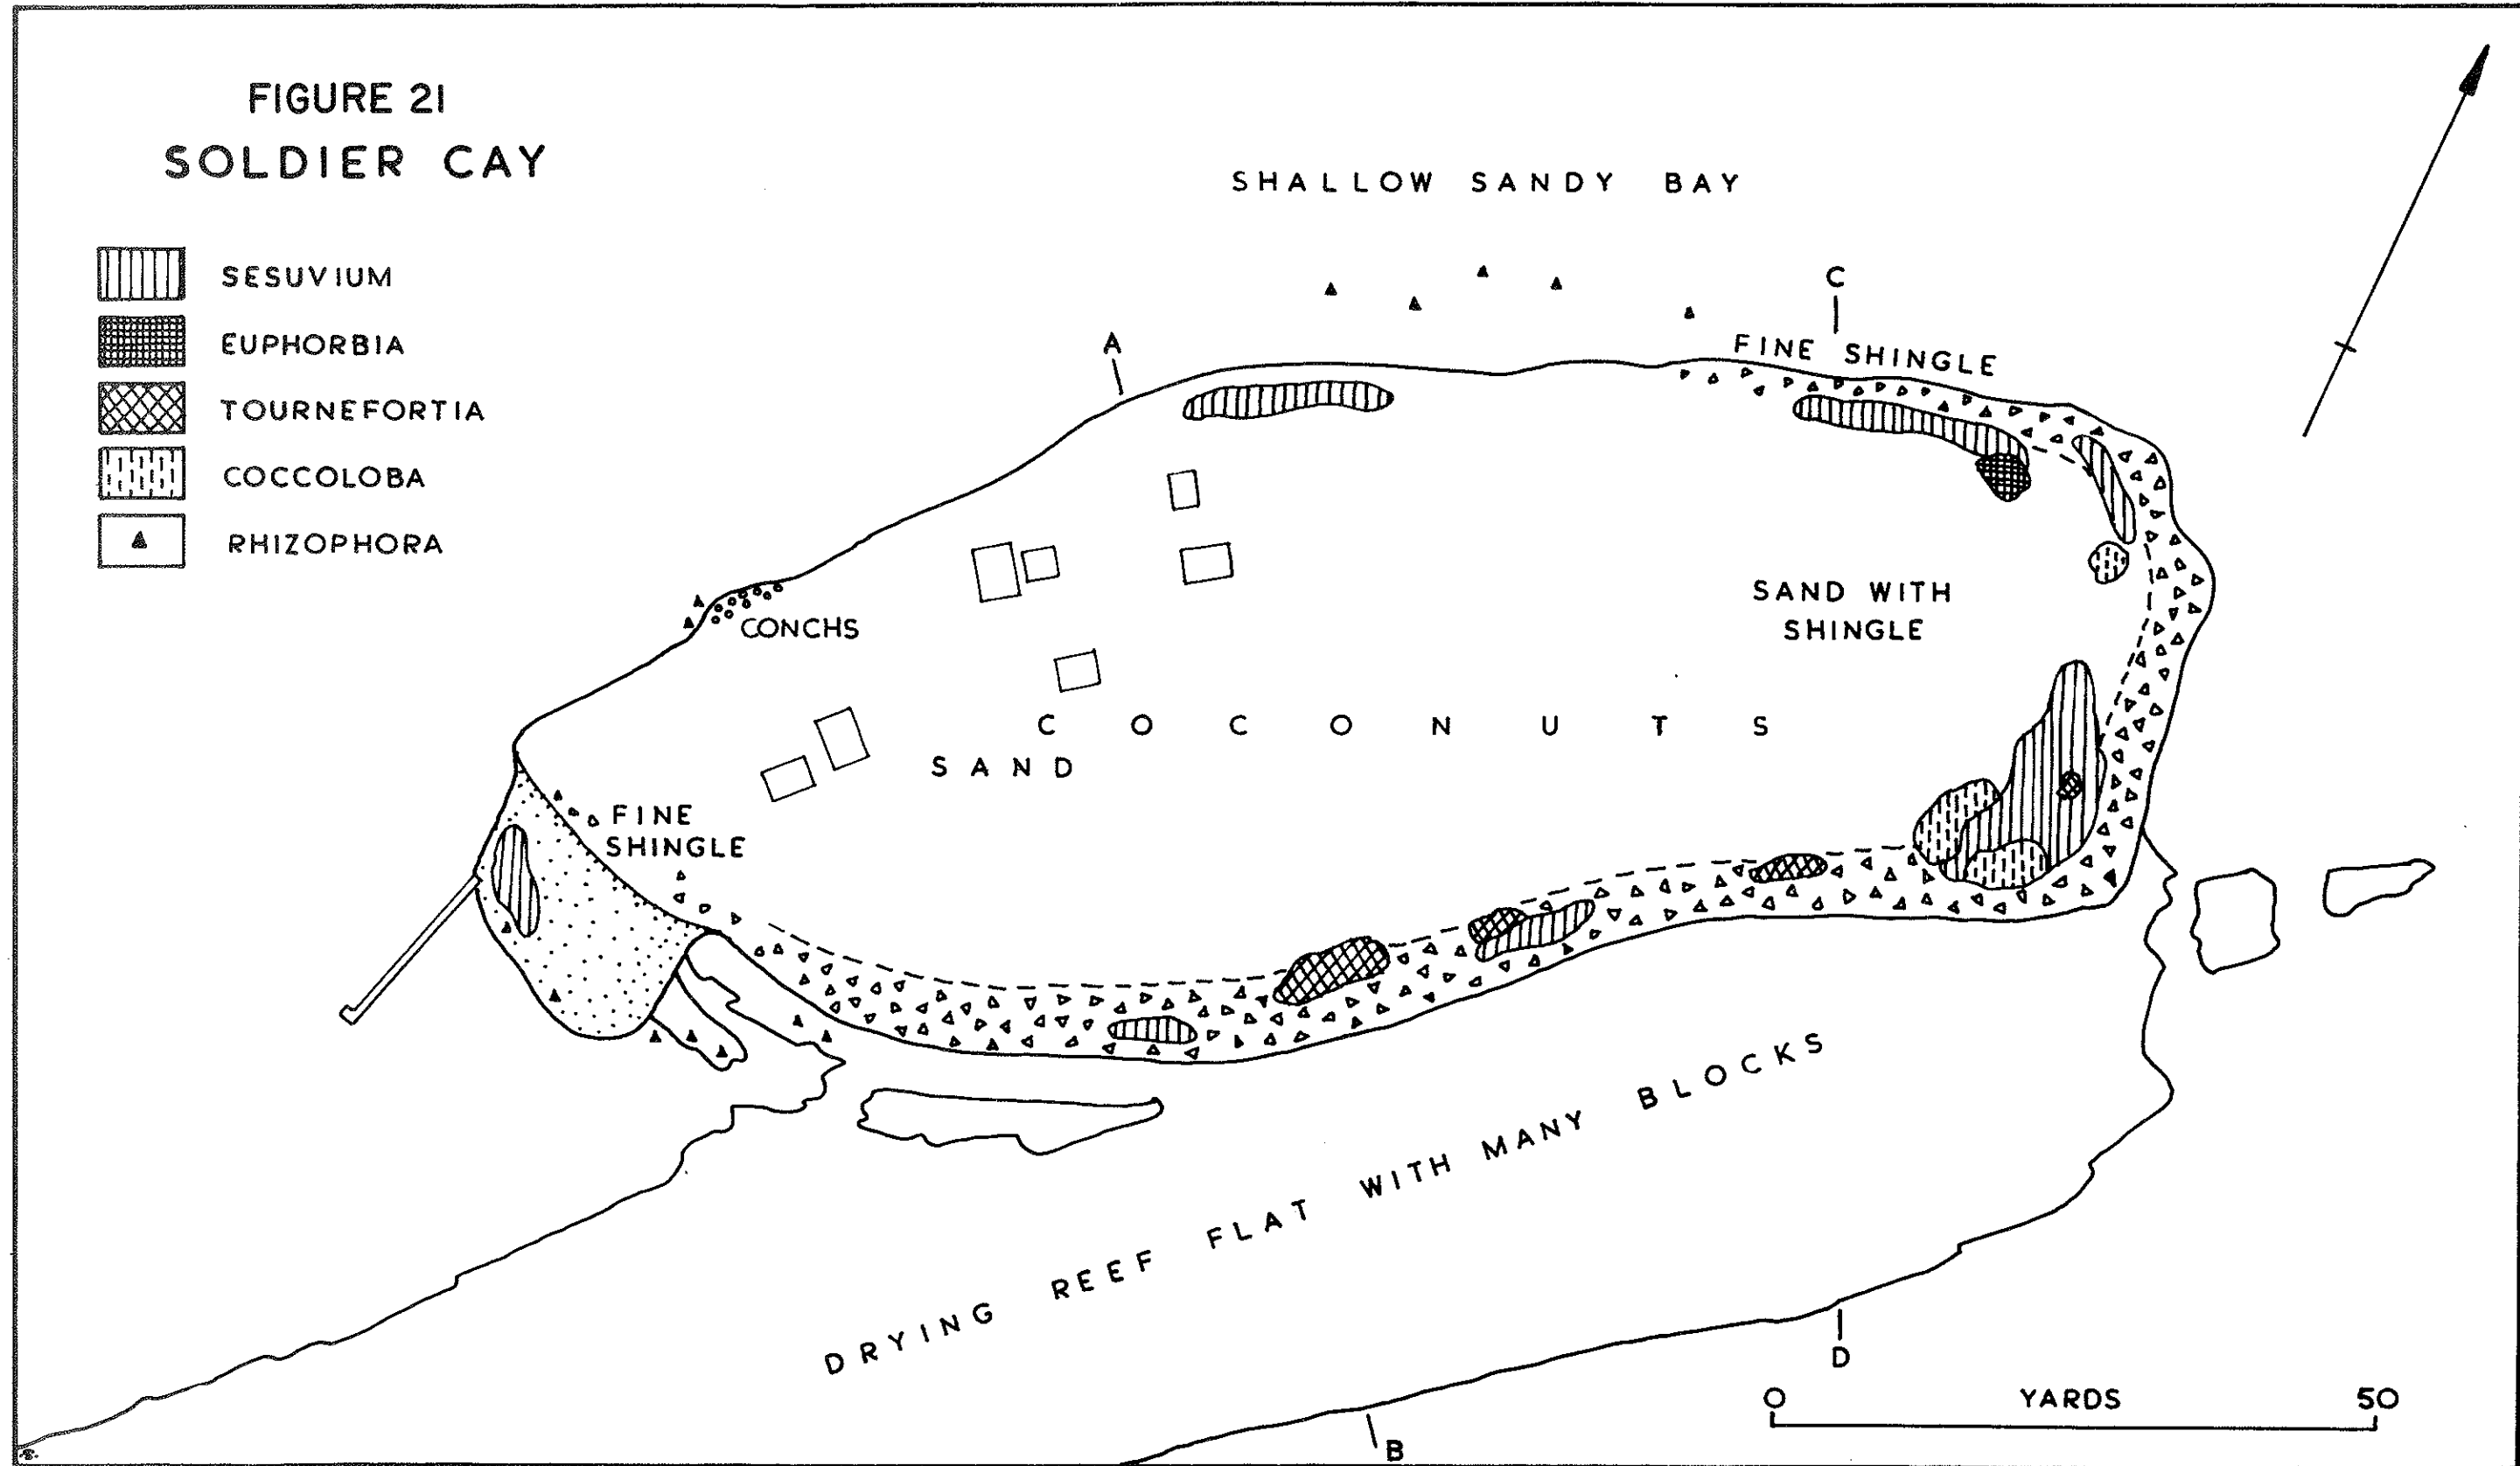 FIGURE 21
SOLDIER CAY
SESUVIUM
EUPHORBIA
TOURNEFORTIA
COCCOLOBA
RHIZOPHORA
SHALLOW SANDY BAY
C
A
FINE SHINGLE
CONCHS
SAND WITH
SHINGLE
COCONUTS
SAND
FINE
SHINGLE
DRYING REEF FLAT WITH MANY BLOCKS
D
B
0 YARDS 50